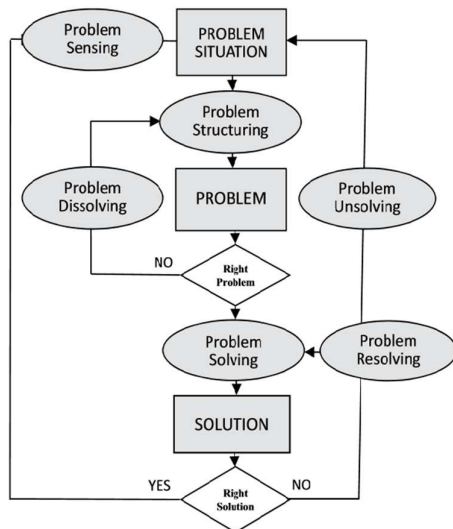 Problem
Sensing
PROBLEM
SITUATION
Problem
Structuring
Problem
Dissolving
PROBLEM
Problem
Unsolving
NO
Right
Problem
Problem
Solving
Problem
Resolving
SOLUTION
YES
Right
Solution
NO